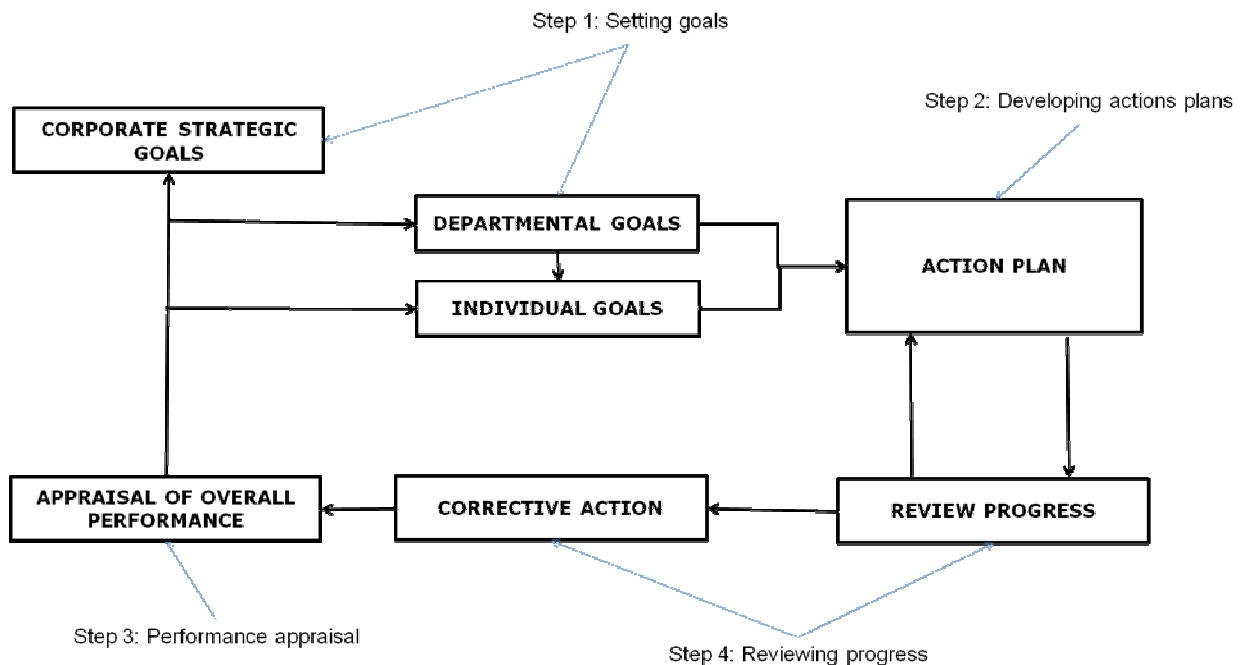 Step 1: Setting goals
Step 2: Developing actions plans
CORPORATE STRATEGIC
GOALS
DEPARTMENTAL GOALS
ACTION PLAN
INDIVIDUAL GOALS
APPRAISAL OF OVERALL
PERFORMANCE
CORRECTIVE ACTION
REVIEW PROGRESS
Step 3: Performance appraisal
Step 4: Reviewing progress